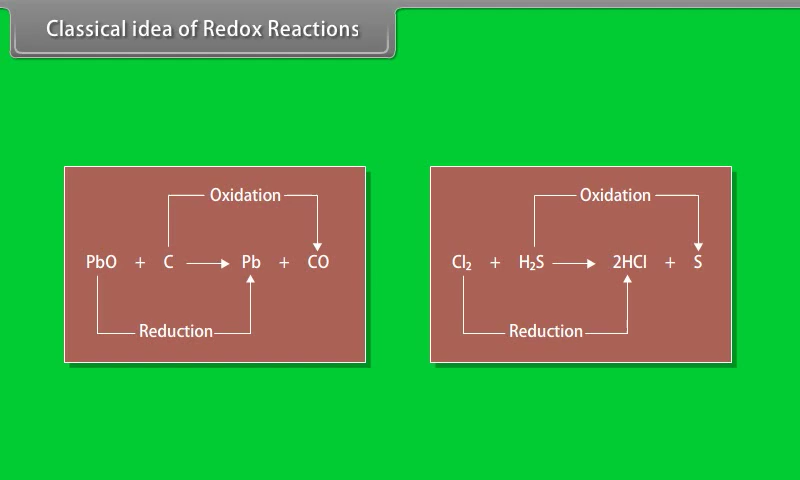 Classical idea of Redox Reactions
Oxidation
PbO + C → Pb + CO
Reduction
Oxidation
Cl₂ + H₂S → 2HCl + S
Reduction